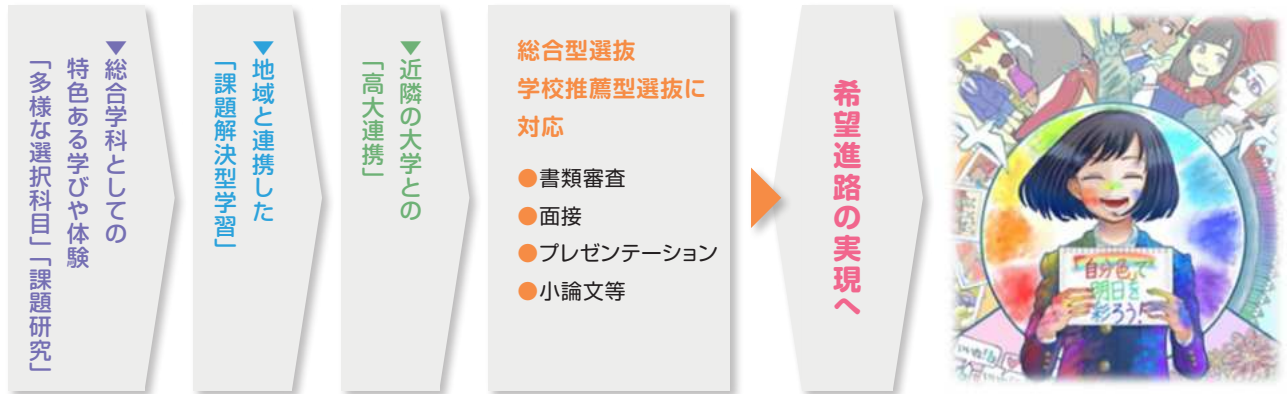 ▼総合学科としての
特色ある学びや体験
「多様な選択科目」「課題研究」
▼地域と連携した
「課題解決型学習」
▼近隣の大学との
「高大連携」
総合型選抜
学校推薦型選抜に
対応
●書類審査
●面接
●プレゼンテーション
●小論文等
希望進路の実現へ
「自分色」で
明日を
彩ろう!
いいね!